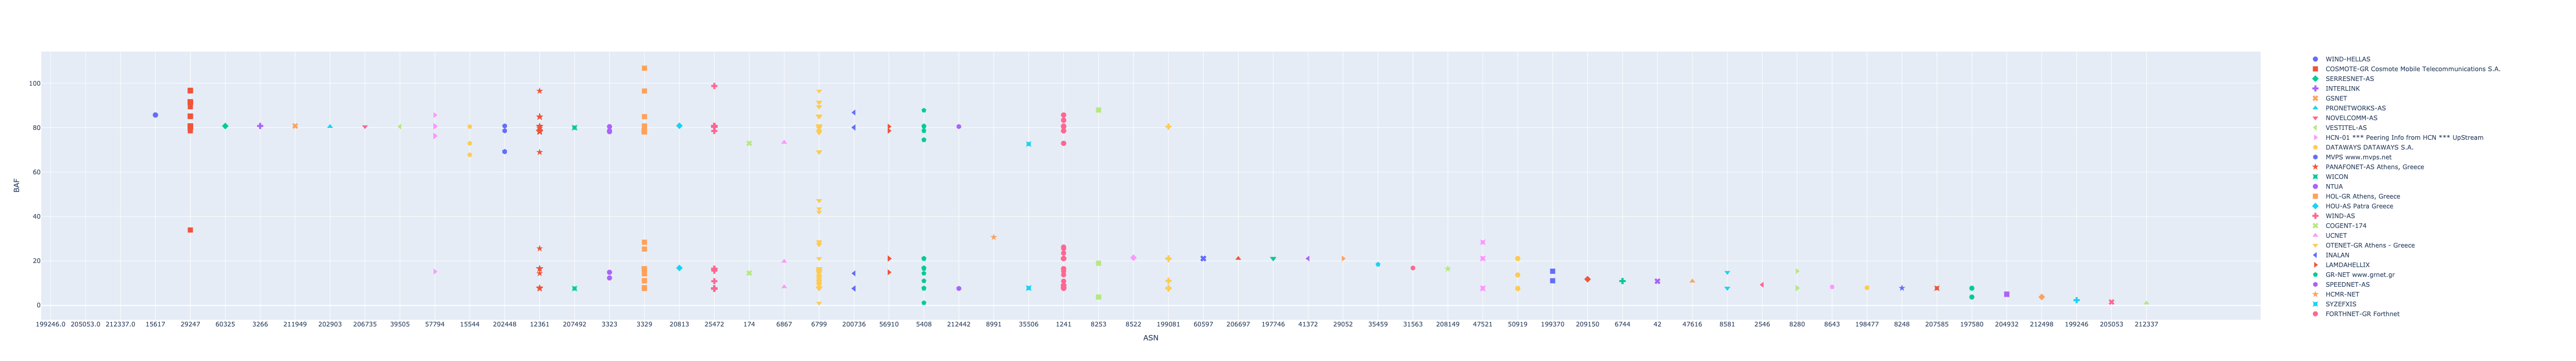 100
80
60
40
20
0
BAF
199246.0 205053.0 212337.0 15617 29247 60325 3266 211949 202903 206735 39505 57794 15544 202448 12361 207492 3323 3329 20813 25472 174 6867 6799 200736 56910 5408 212442 8991 35506 1241 8253 8522 199081 60597 206697 197746 41372 29052 35459 31563 208149 47521 50919 199370 209150 6744 42 47616 8581 2546 8280 8643 198477 8248 207585 197580 204932 212498 199246 205053 212337
ASN
WIND-HELLAS
COSMOTE-GR Cosmote Mobile Telecommunications S.A.
SERRESNET-AS
INTERLINK
GSNET
PRONETWORKS-AS
NOVELCOMM-AS
VESTITEL-AS
HCN-01 *** Peering Info from HCN *** UpStream
DATAWAYS DATAWAYS S.A.
MVPS www.mvps.net
PANAFONET-AS Athens, Greece
WICON
NTUA
HOL-GR Athens, Greece
HOU-AS Patra Greece
WIND-AS
COGENT-174
UCNET
OTENET-GR Athens - Greece
INALAN
LAMDAHELLIX
GR-NET www.grnet.gr
SPEEDNET-AS
HCMR-NET
SYZEFXIS
FORTHNET-GR Forthnet